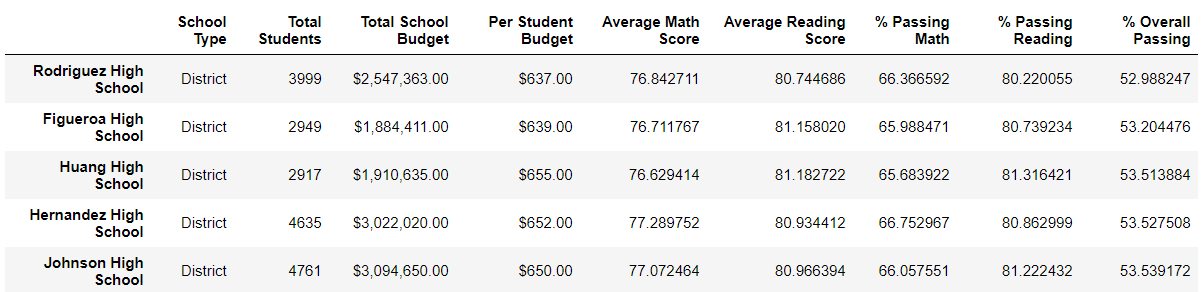 School Type Total Students Total School Budget Per Student Budget Average Math Score Average Reading Score % Passing Math % Passing Reading % Overall Passing
Rodriguez High School District 3999 $2,547,363.00 $637.00 76.842711 80.744686 66.366592 80.220055 52.988247
Figueroa High School District 2949 $1,884,411.00 $639.00 76.711767 81.158020 65.988471 80.739234 53.204476
Huang High School District 2917 $1,910,635.00 $655.00 76.629414 81.182722 65.683922 81.316421 53.513884
Hernandez High School District 4635 $3,022,020.00 $652.00 77.289752 80.934412 66.752967 80.862999 53.527508
Johnson High School District 4761 $3,094,650.00 $650.00 77.072464 80.966394 66.057551 81.222432 53.539172